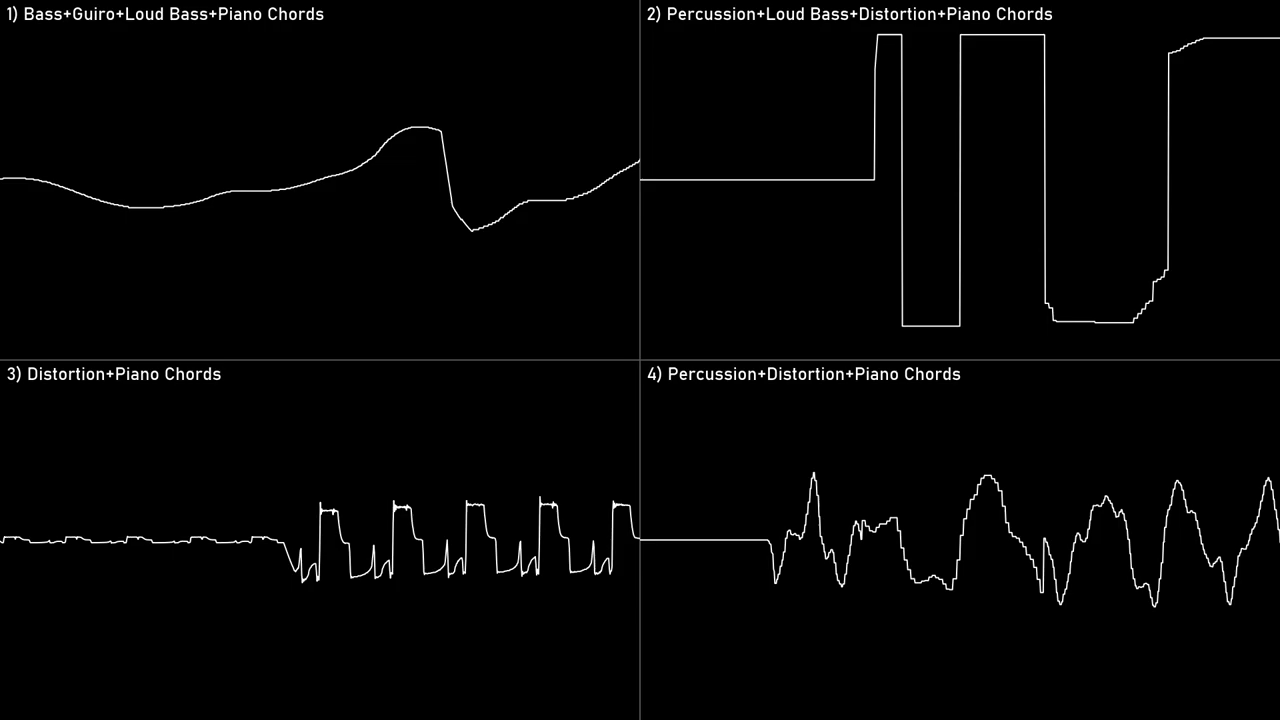 1) Bass+Guiro+Loud Bass+Piano Chords
2) Percussion+Loud Bass+Distortion+Piano Chords
3) Distortion+Piano Chords
4) Percussion+Distortion+Piano Chords